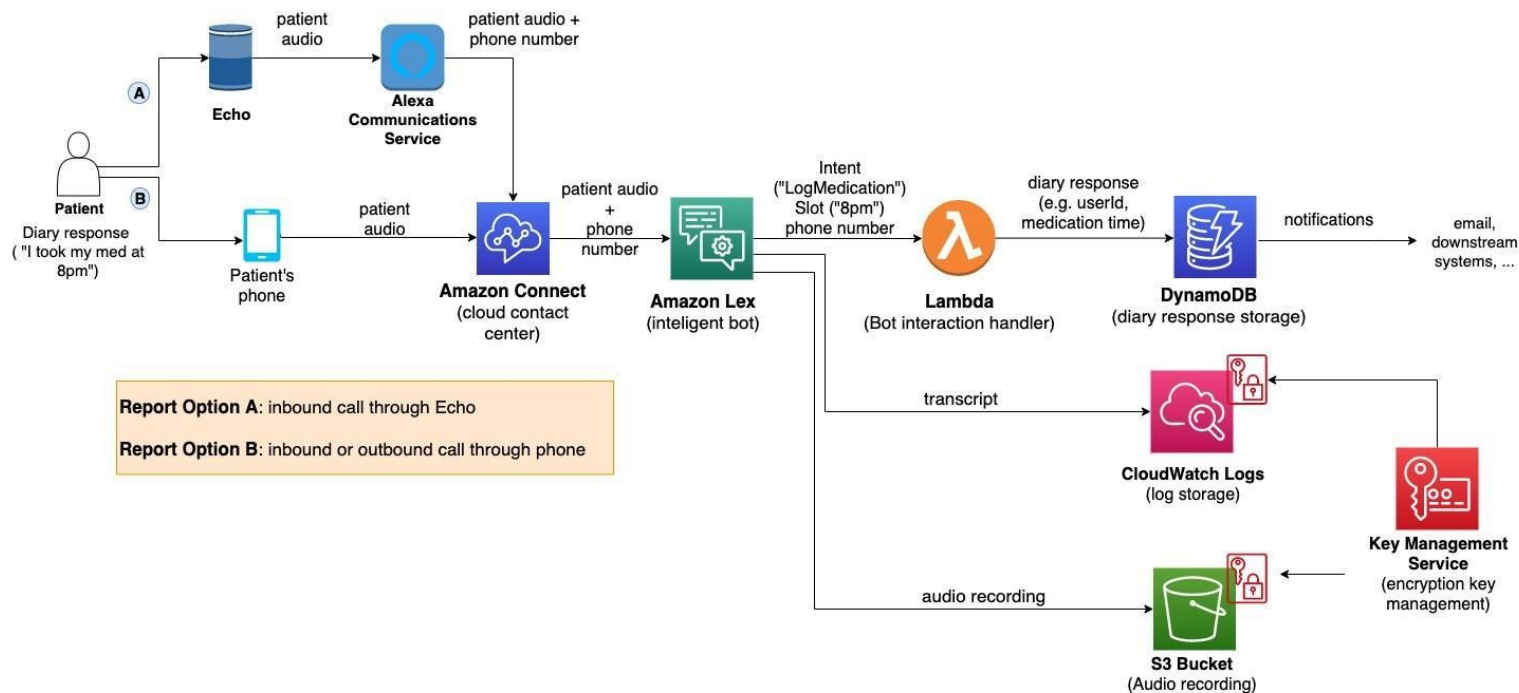 patient
audio
patient audio +
phone number
A
Echo
Alexa
Communications
Service
B
Patient
Diary response
( "I took my med at
8pm")
Patient's
phone
patient
audio
Amazon Connect
(cloud contact
center)
patient audio
+
phone
number
Amazon Lex
(inteligent bot)
Intent
("LogMedication")
Slot ("8pm")
phone number
λ
Lambda
(Bot interaction handler)
diary response
(e.g. userId,
medication time)
DynamoDB
(diary response storage)
notifications
email,
downstream
systems, ...
Report Option A: inbound call through Echo
Report Option B: inbound or outbound call through phone
transcript
CloudWatch Logs
(log storage)
Key Management
Service
(encryption key
management)
audio recording
S3 Bucket
(Audio recording)